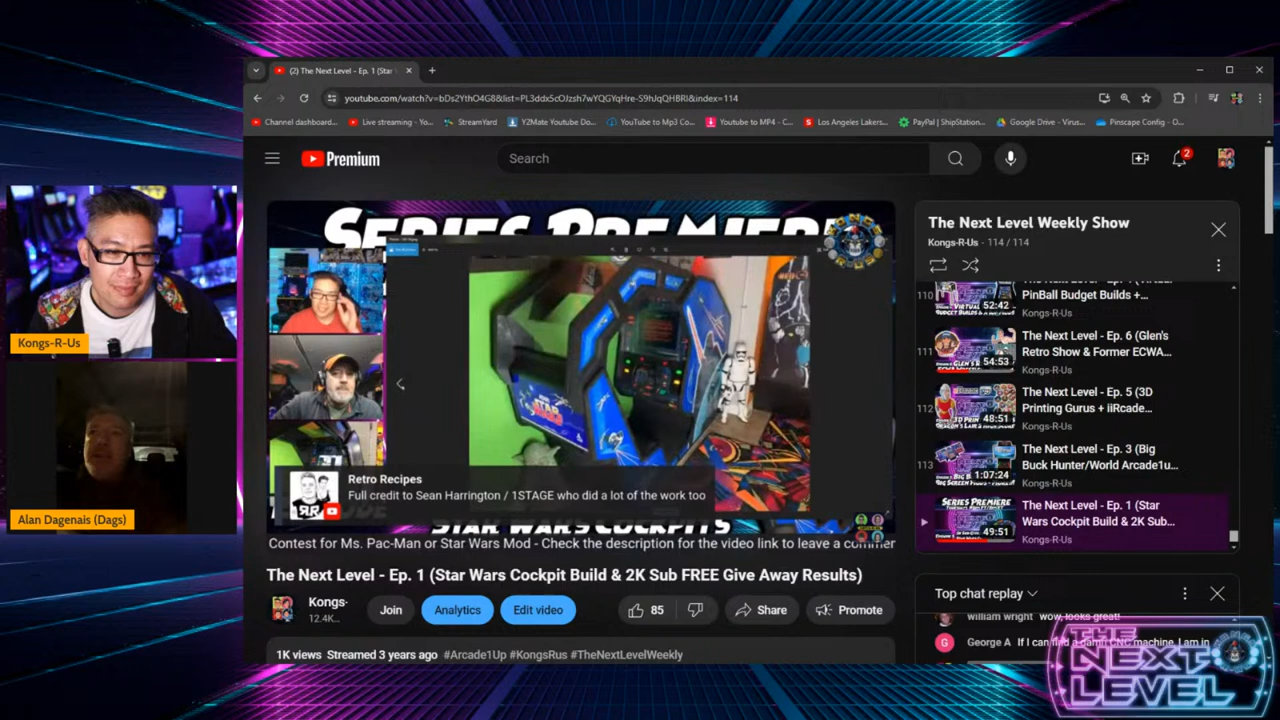 (2) The Next Level - Ep. 1 (Star
youtube.com/watch?v=bDs2YthO4G8&list=PL3ddx5cOJzsh7wYQGYqHre-S9hJqQHBRI&index=114
Channel dashboard...
Live streaming - Yo...
StreamYard
Y2Mate Youtube Do...
YouTube to Mp3 Co...
Youtube to MP4 - C...
Los Angeles Lakers...
PayPal | ShipStation...
Google Drive - Virus...
Pinscape Config - O...
Premium
Search
2
Kongs-R-Us
Alan Dagenais (Dags)
SERIES PREMIERE
Retro Recipes
Full credit to Sean Harrington / 1STAGE who did a lot of the work too
STAR WARS COCKPITS
Contest for Ms. Pac-Man or Star Wars Mod - Check the description for the video link to leave a commer
The Next Level - Ep. 1 (Star Wars Cockpit Build & 2K Sub FREE Give Away Results)
Kongs-
12.4K...
Join
Analytics
Edit video
85
Share
Promote
1K views Streamed 3 years ago #Arcade1Up #KongsRus #TheNextLevelWeekly
The Next Level Weekly Show
Kongs-R-Us - 114 / 114
110
52:42
PinBall Budget Builds +...
Kongs-R-Us
111
54:53
The Next Level - Ep. 6 (Glen's
Retro Show & Former ECWA...
Kongs-R-Us
112
48:51
The Next Level - Ep. 5 (3D
Printing Gurus + iiRcade...
Kongs-R-Us
113
1:07:24
The Next Level - Ep. 3 (Big
Buck Hunter/World Arcade1u...
Kongs-R-Us
49:51
The Next Level - Ep. 1 (Star
Wars Cockpit Build & 2K Sub...
Kongs-R-Us
Top chat replay
william wright wow, looks great!
George A If I can find a damn CNC machine. I am in
THE
NEXT
LEVEL